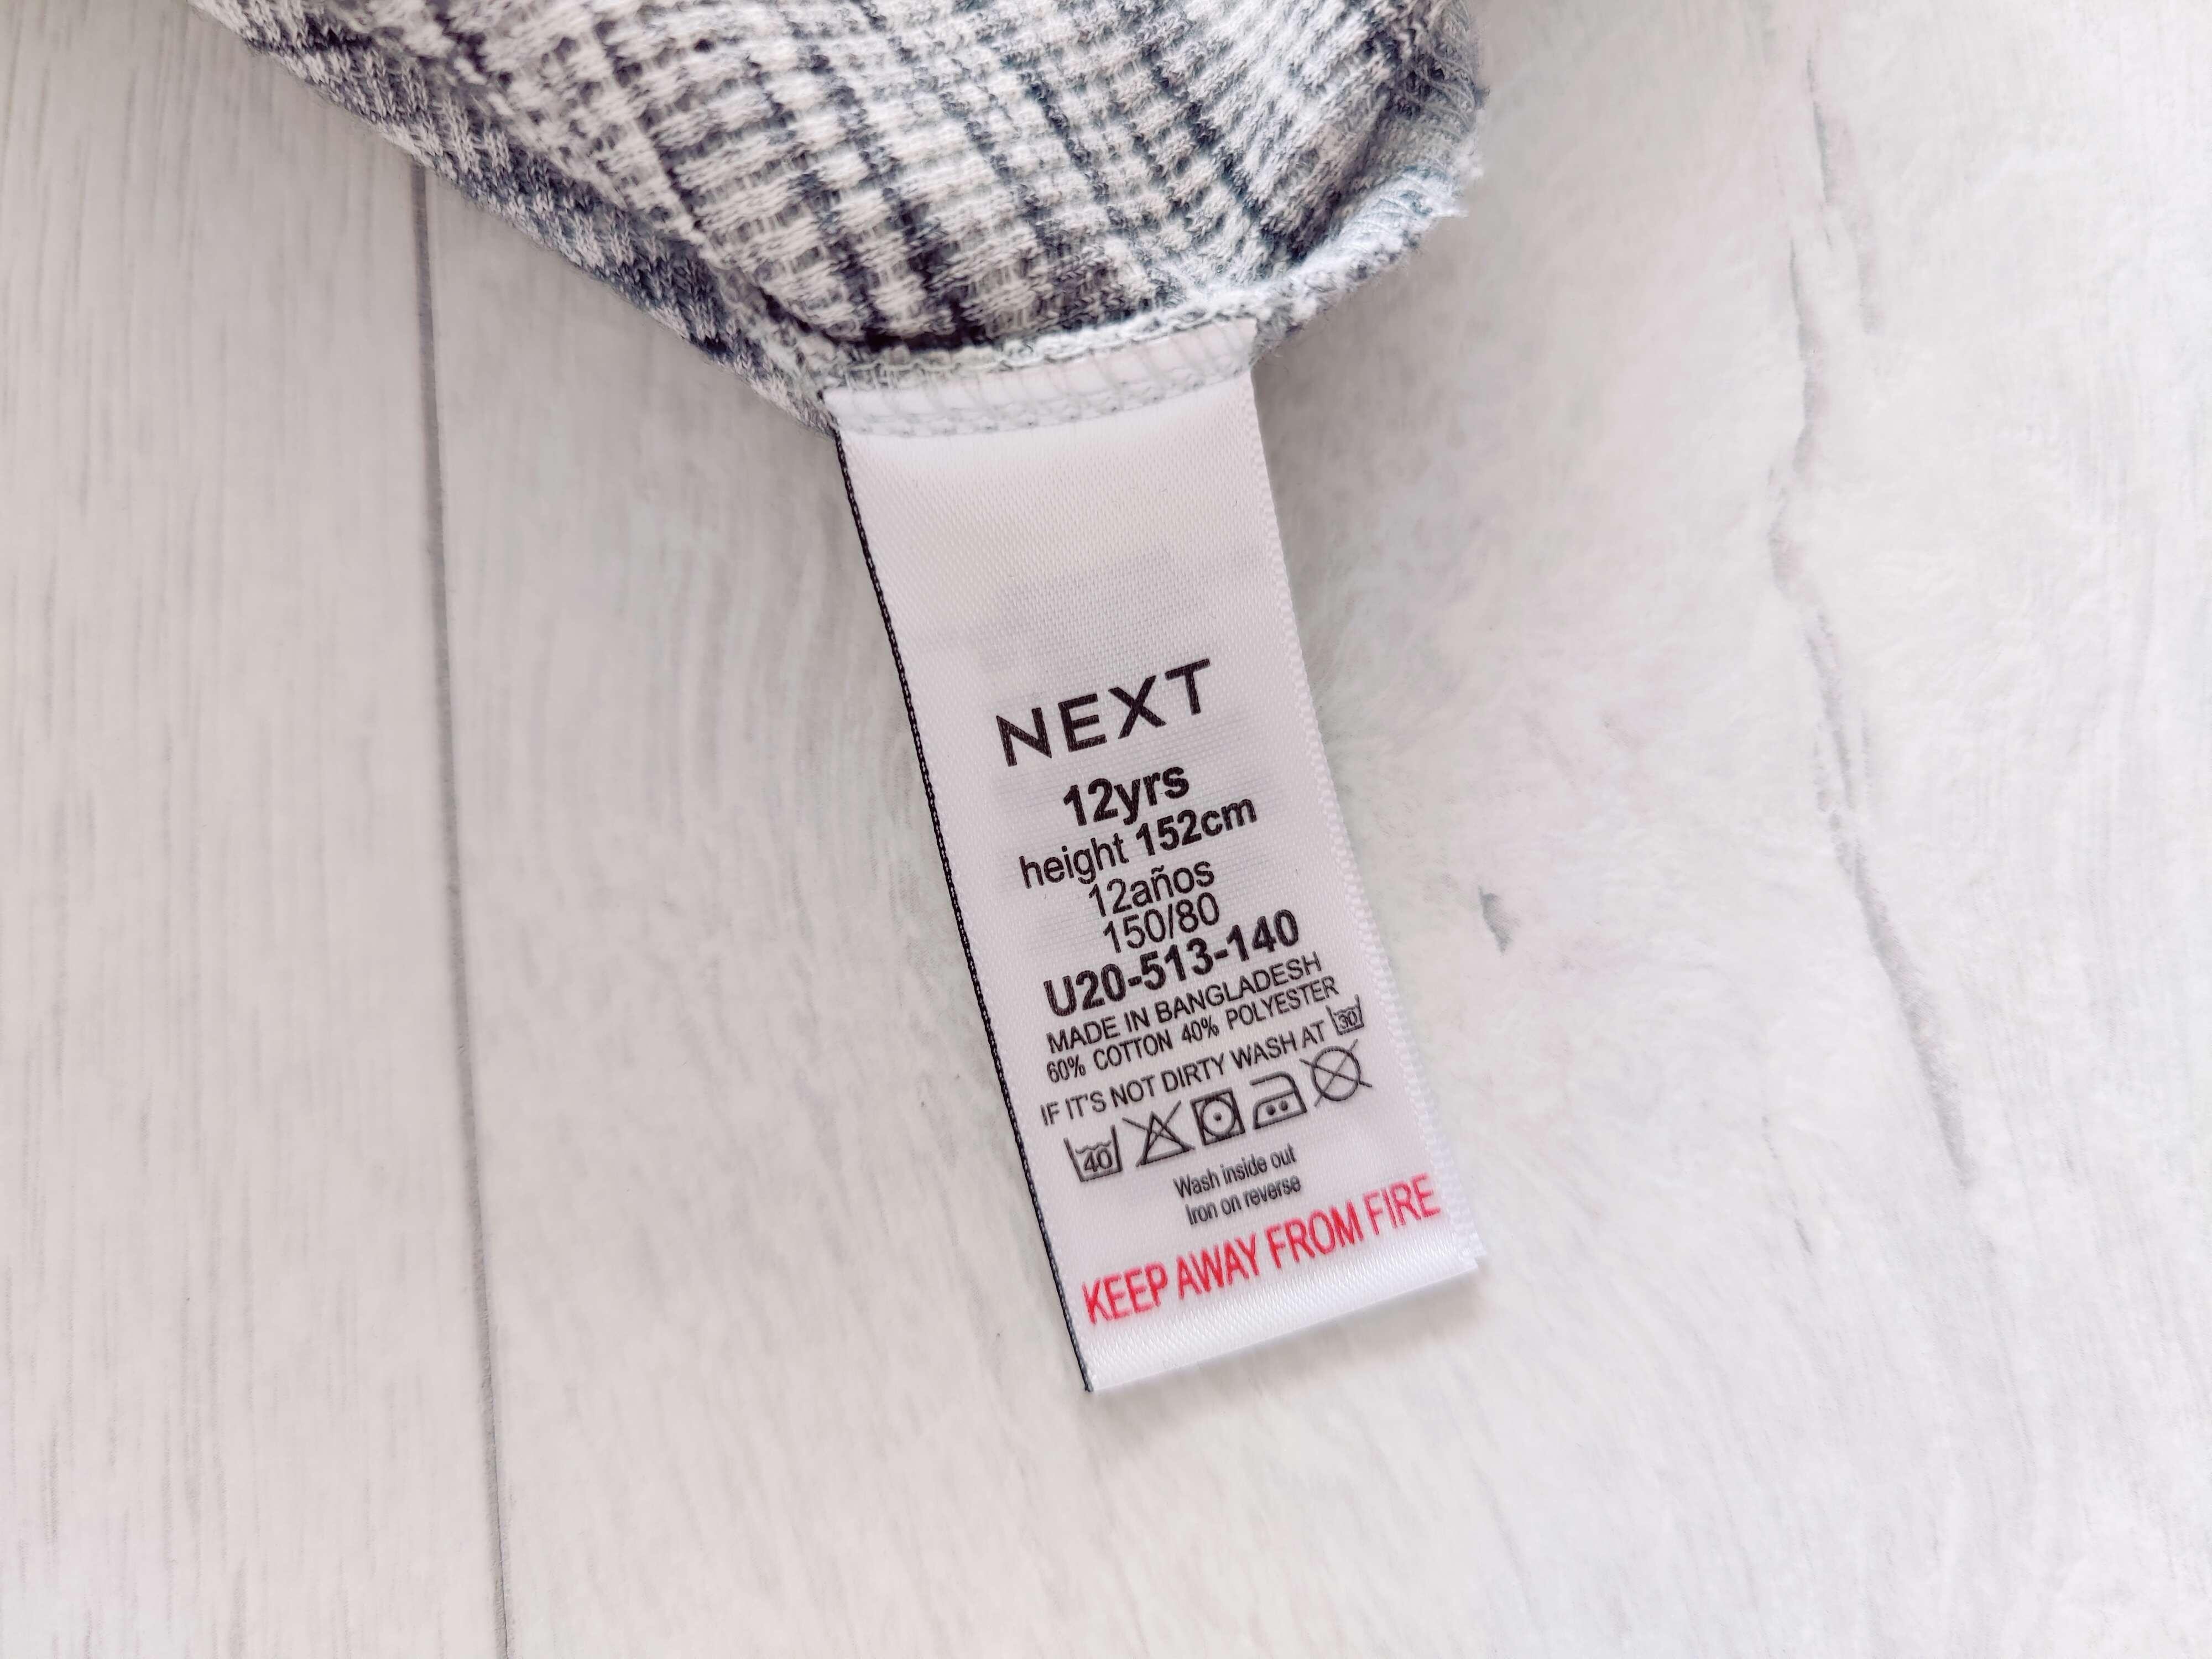 NEXT
12yrs
height 152cm
12años
150/80
U20-513-140
MADE IN BANGLADESH
60% COTTON 40% POLYESTER
IF IT'S NOT DIRTY WASH AT 30
40
Wash inside out
Iron on reverse
KEEP AWAY FROM FIRE